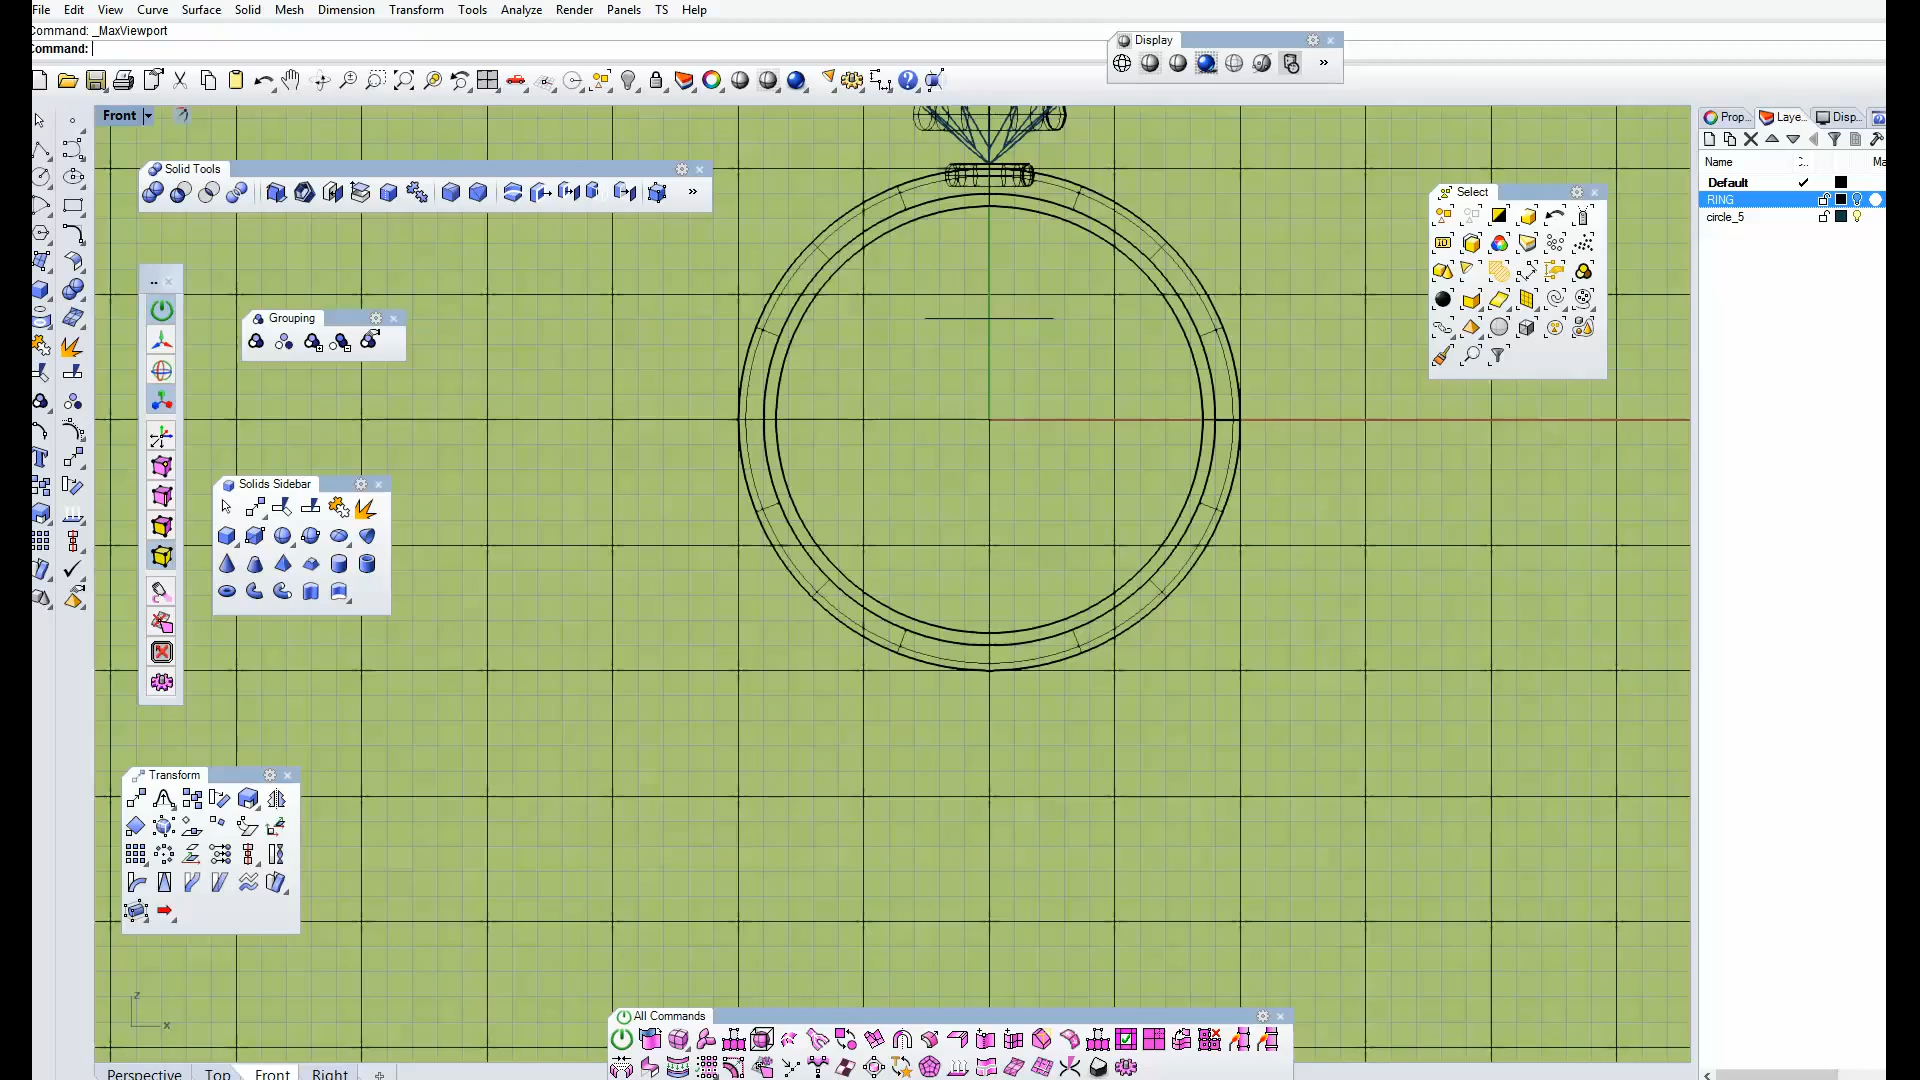 File Edit View Curve Surface Solid Mesh Dimension Transform Tools Analyze Render Panels TS Help
Command: _MaxViewport
Command:
Display
Front
Prop... Laye... Disp...
Name Ma
Solid Tools
Default
Select
RING
circle_5
ID
Grouping
Solids Sidebar
Transform
z
x
All Commands
Perspective Top Front Right